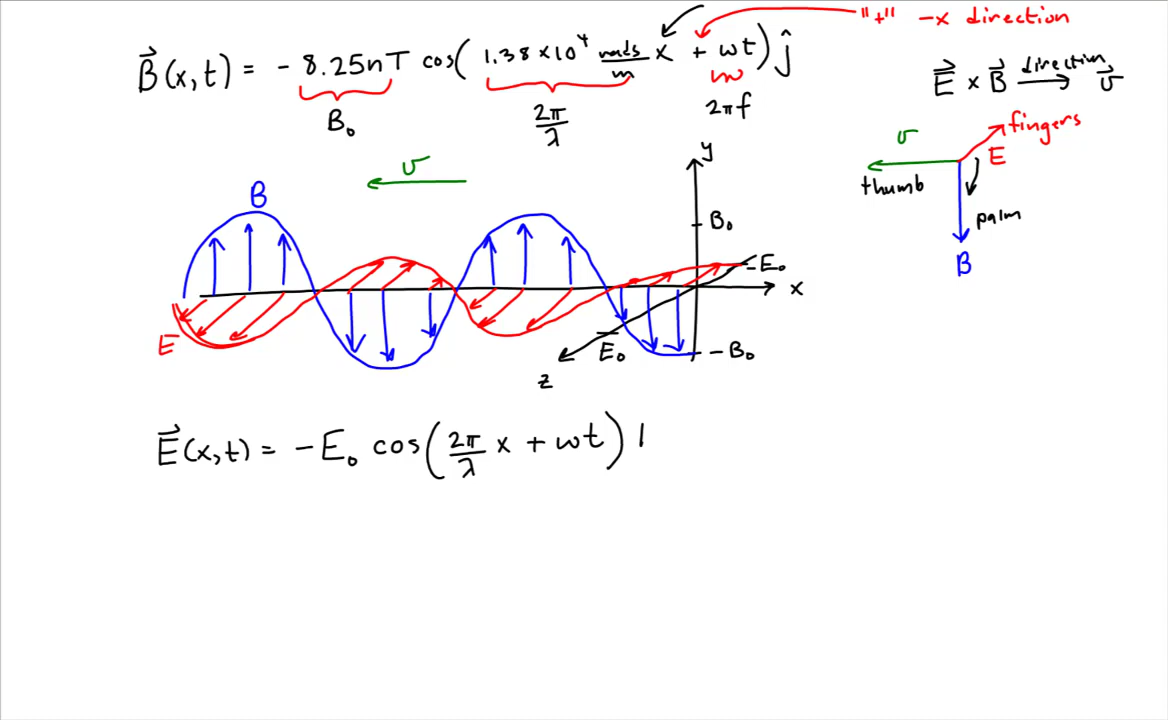 "+" -x direction
B⃗(x,t) = - 8.25nT cos( 1.38 × 10⁴ rads/m x + ωt) ĵ
E⃗ × B⃗ direction→ v⃗
B₀
2π/λ
ω
2πf
v
fingers
E
thumb
palm
B
v
B
y
B₀
-E₀
x
E
E₀
-B₀
z
E⃗(x,t) = - E₀ cos(2π/λ x + ωt)